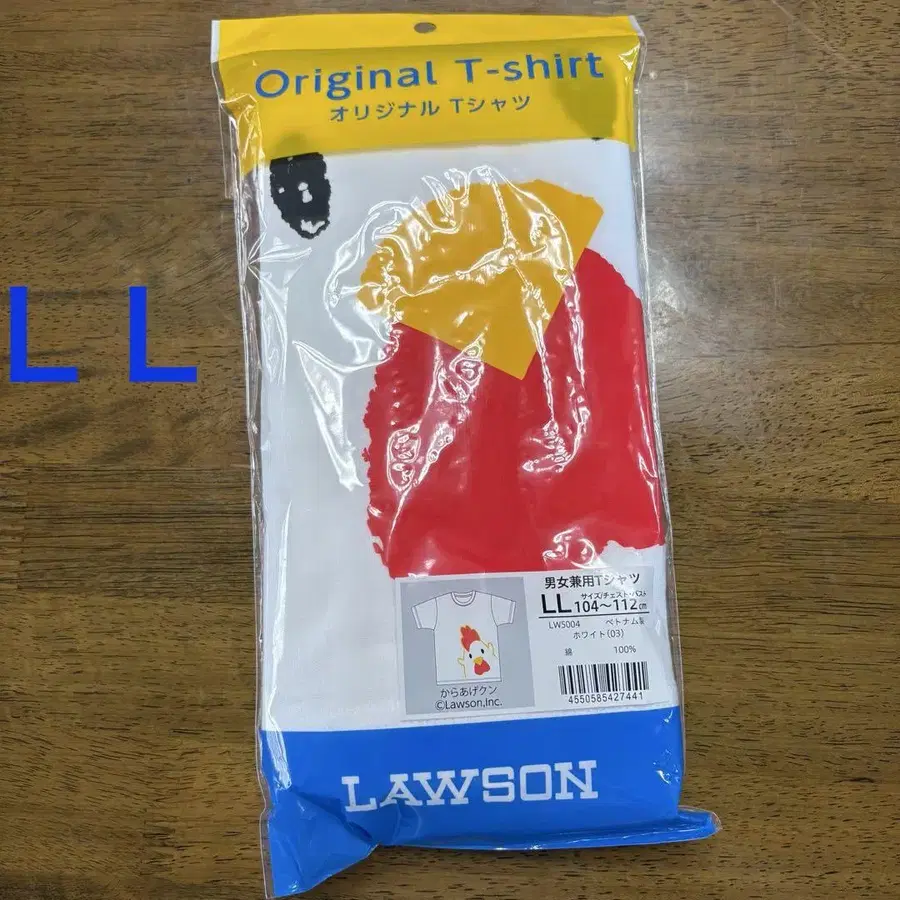 Original T-shirt
オリジナル Tシャツ
LL
男女兼用Tシャツ
サイズ/チェスト・バスト
LL 104〜112cm
LW5004 ベトナム製
ホワイト(03)
綿 100%
からあげクン
©Lawson,Inc.
4550585427441
LAWSON